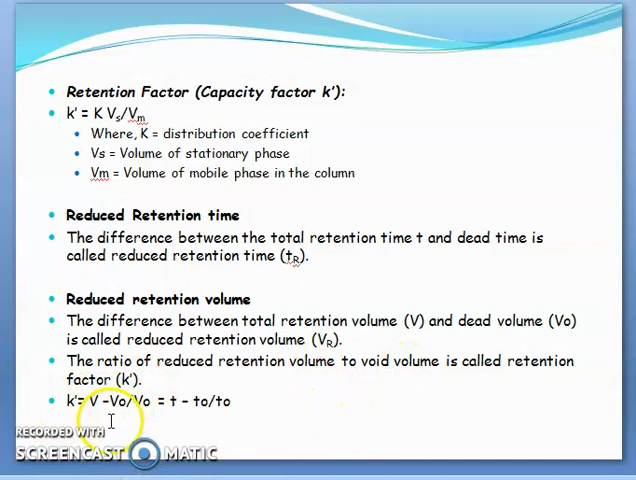 Retention Factor (Capacity factor k'):
k' = K Vs/Vm
Where, K = distribution coefficient
Vs = Volume of stationary phase
Vm = Volume of mobile phase in the column
Reduced Retention time
The difference between the total retention time t and dead time is
called reduced retention time (tR).
Reduced retention volume
The difference between total retention volume (V) and dead volume (Vo)
is called reduced retention volume (VR).
The ratio of reduced retention volume to void volume is called retention
factor (k').
k'= V -Vo/Vo = t - to/to
RECORDED WITH
SCREENCAST MATIC